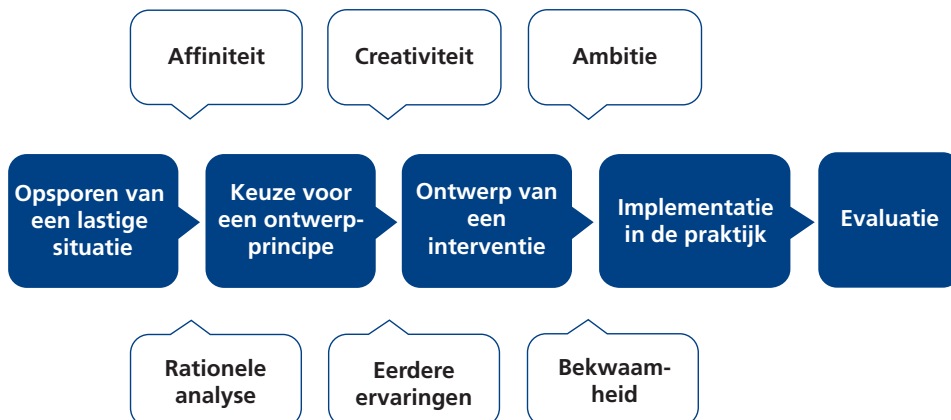 Affiniteit
Creativiteit
Ambitie
Opsporen van
een lastige
situatie
Keuze voor
een ontwerp-
principe
Ontwerp van
een
interventie
Implementatie
in de praktijk
Evaluatie
Rationele
analyse
Eerdere
ervaringen
Bekwaam-
heid